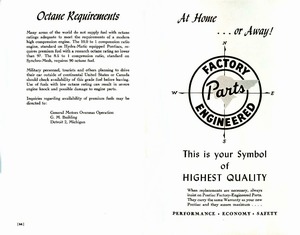 Octane Requirements
Many areas of the world do not supply fuel with octane
ratings adequate to meet the requirements of a modern
high compression engine. The 10.0 to 1 compression ratio
engine, standard on Hydra-Matic equipped Pontiacs, re-
quires premium fuel with a research octane rating no lower
than 97. The 8.5 to 1 compression ratio, standard on
Synchro-Mesh, requires 90 octane fuel.
Military personnel, tourists and others planning to drive
their car outside of continental United States or Canada
should check availability of this grade fuel before leaving.
Use of fuels with low octane rating can result in severe
engine knock and possible damage to engine parts.
Inquiries regarding availability of premium fuels may be
directed to:
General Motors Overseas Operation
G. M. Building
Detroit 2, Michigan
At Home
... or Away!
N
W
E
S
FACTORY
Parts
ENGINEERED
This is your Symbol
of
HIGHEST QUALITY
When replacements are necessary, always
insist on Pontiac Factory-Engineered Parts.
They carry the same Warranty as your new
Pontiac and they assure maximum . . . .
PERFORMANCE • ECONOMY • SAFETY